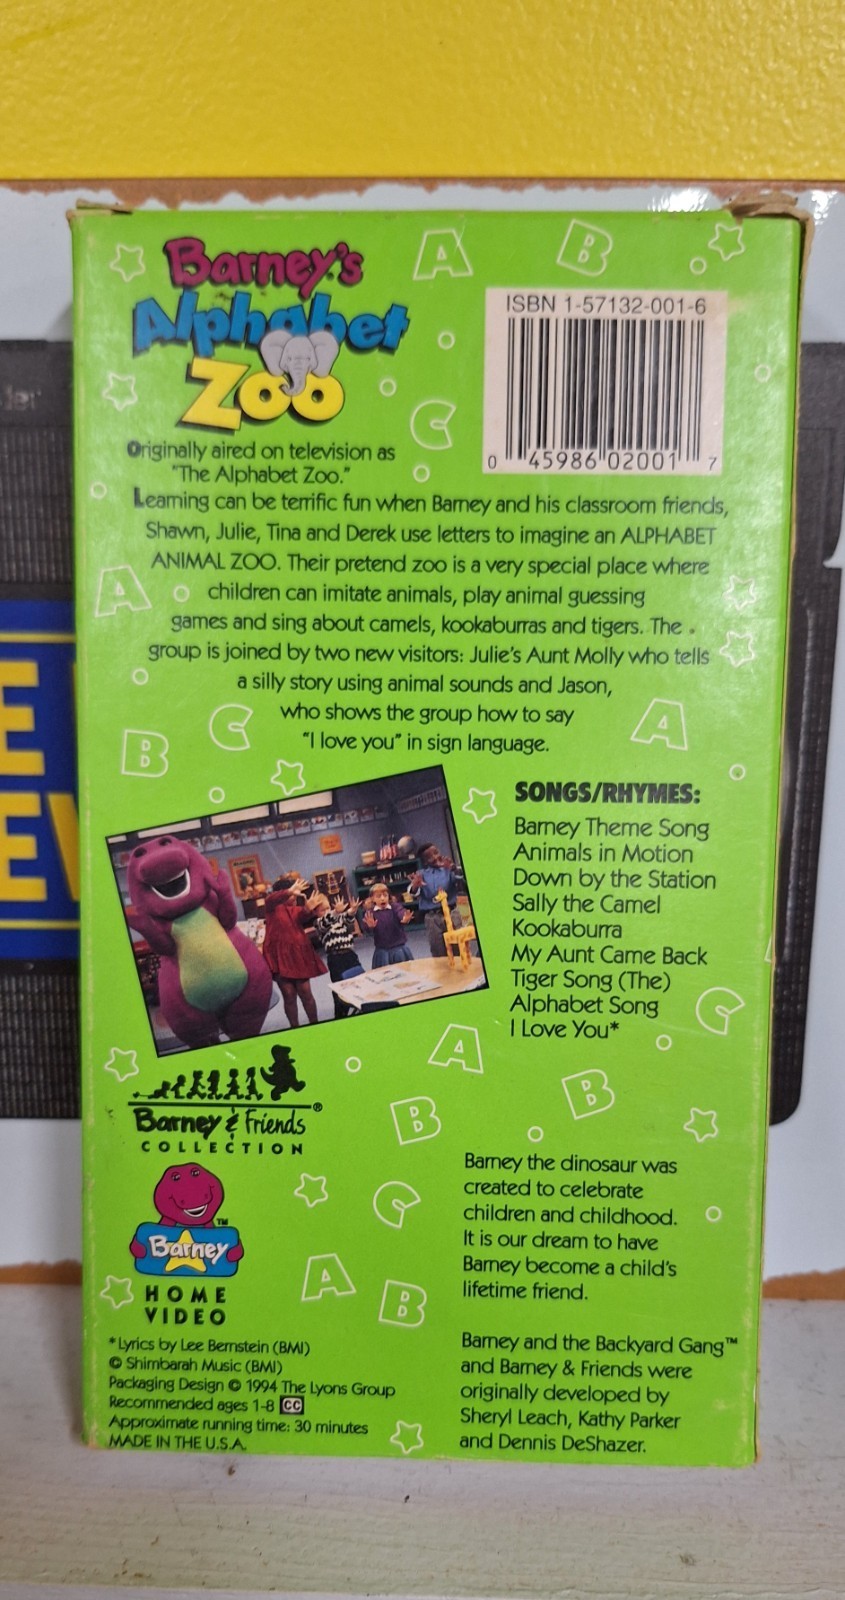 Barney's
Alphabet
Zoo
ISBN 1-57132-001-6
0 45986 02001 7
Originally aired on television as
"The Alphabet Zoo."
Learning can be terrific fun when Barney and his classroom friends,
Shawn, Julie, Tina and Derek use letters to imagine an ALPHABET
ANIMAL ZOO. Their pretend zoo is a very special place where
children can imitate animals, play animal guessing
games and sing about camels, kookaburras and tigers. The
group is joined by two new visitors: Julie's Aunt Molly who tells
a silly story using animal sounds and Jason,
who shows the group how to say
"I love you" in sign language.
SONGS/RHYMES:
Barney Theme Song
Animals in Motion
Down by the Station
Sally the Camel
Kookaburra
My Aunt Came Back
Tiger Song (The)
Alphabet Song
I Love You*
Barney & Friends®
COLLECTION
Barney™
HOME
VIDEO
*Lyrics by Lee Bernstein (BMI)
© Shimbarah Music (BMI)
Packaging Design © 1994 The Lyons Group
Recommended ages 1-8 CC
Approximate running time: 30 minutes
MADE IN THE U.S.A.
Barney the dinosaur was
created to celebrate
children and childhood.
It is our dream to have
Barney become a child's
lifetime friend.
Barney and the Backyard Gang™
and Barney & Friends were
originally developed by
Sheryl Leach, Kathy Parker
and Dennis DeShazer.